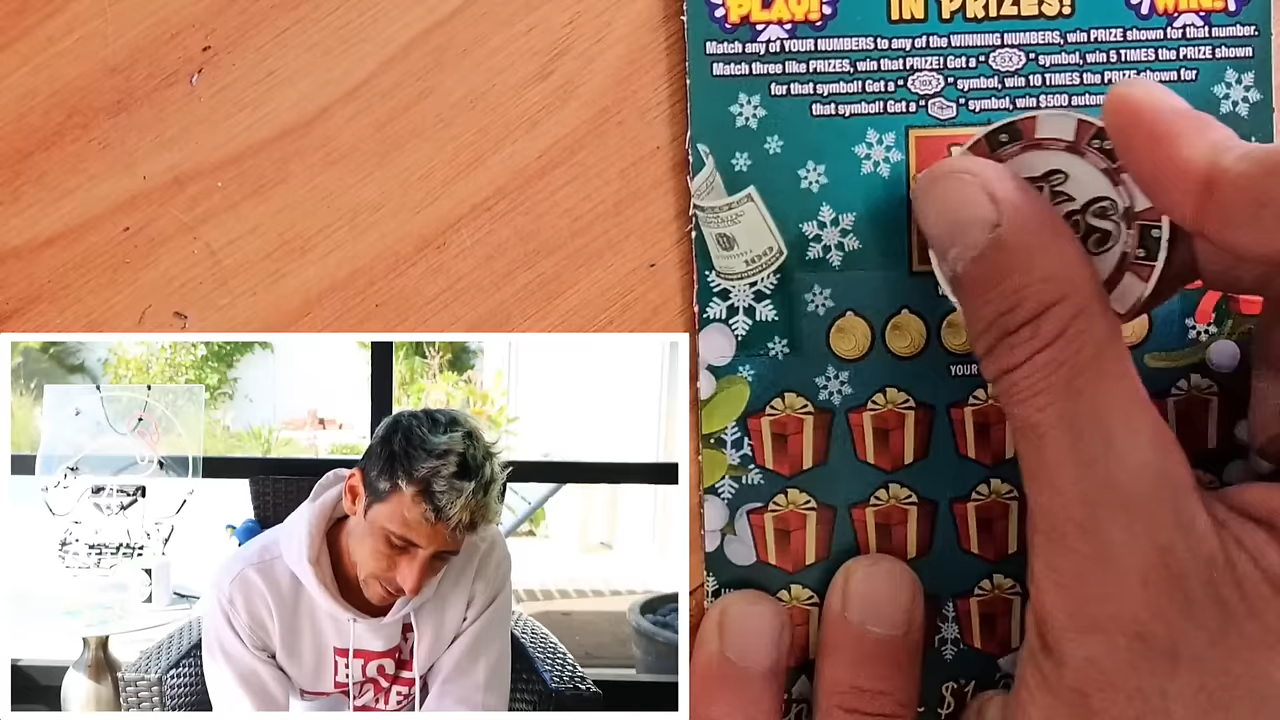 PLAY!
IN PRIZES!
WIN!
Match any of YOUR NUMBERS to any of the WINNING NUMBERS, win PRIZE shown for that number.
Match three like PRIZES, win that PRIZE! Get a "5X" symbol, win 5 TIMES the PRIZE shown
for that symbol! Get a "10X" symbol, win 10 TIMES the PRIZE shown for
that symbol! Get a " " symbol, win $500
YOUR